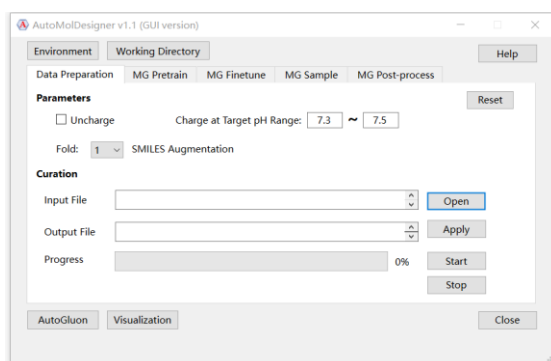 AutoMolDesigner v1.1 (GUI version)
Environment Working Directory Help
Data Preparation MG Pretrain MG Finetune MG Sample MG Post-process
Parameters Reset
Uncharge Charge at Target pH Range: 7.3 ~ 7.5
Fold: 1 SMILES Augmentation
Curation
Input File Open
Output File Apply
Progress 0% Start
Stop
AutoGluon Visualization Close